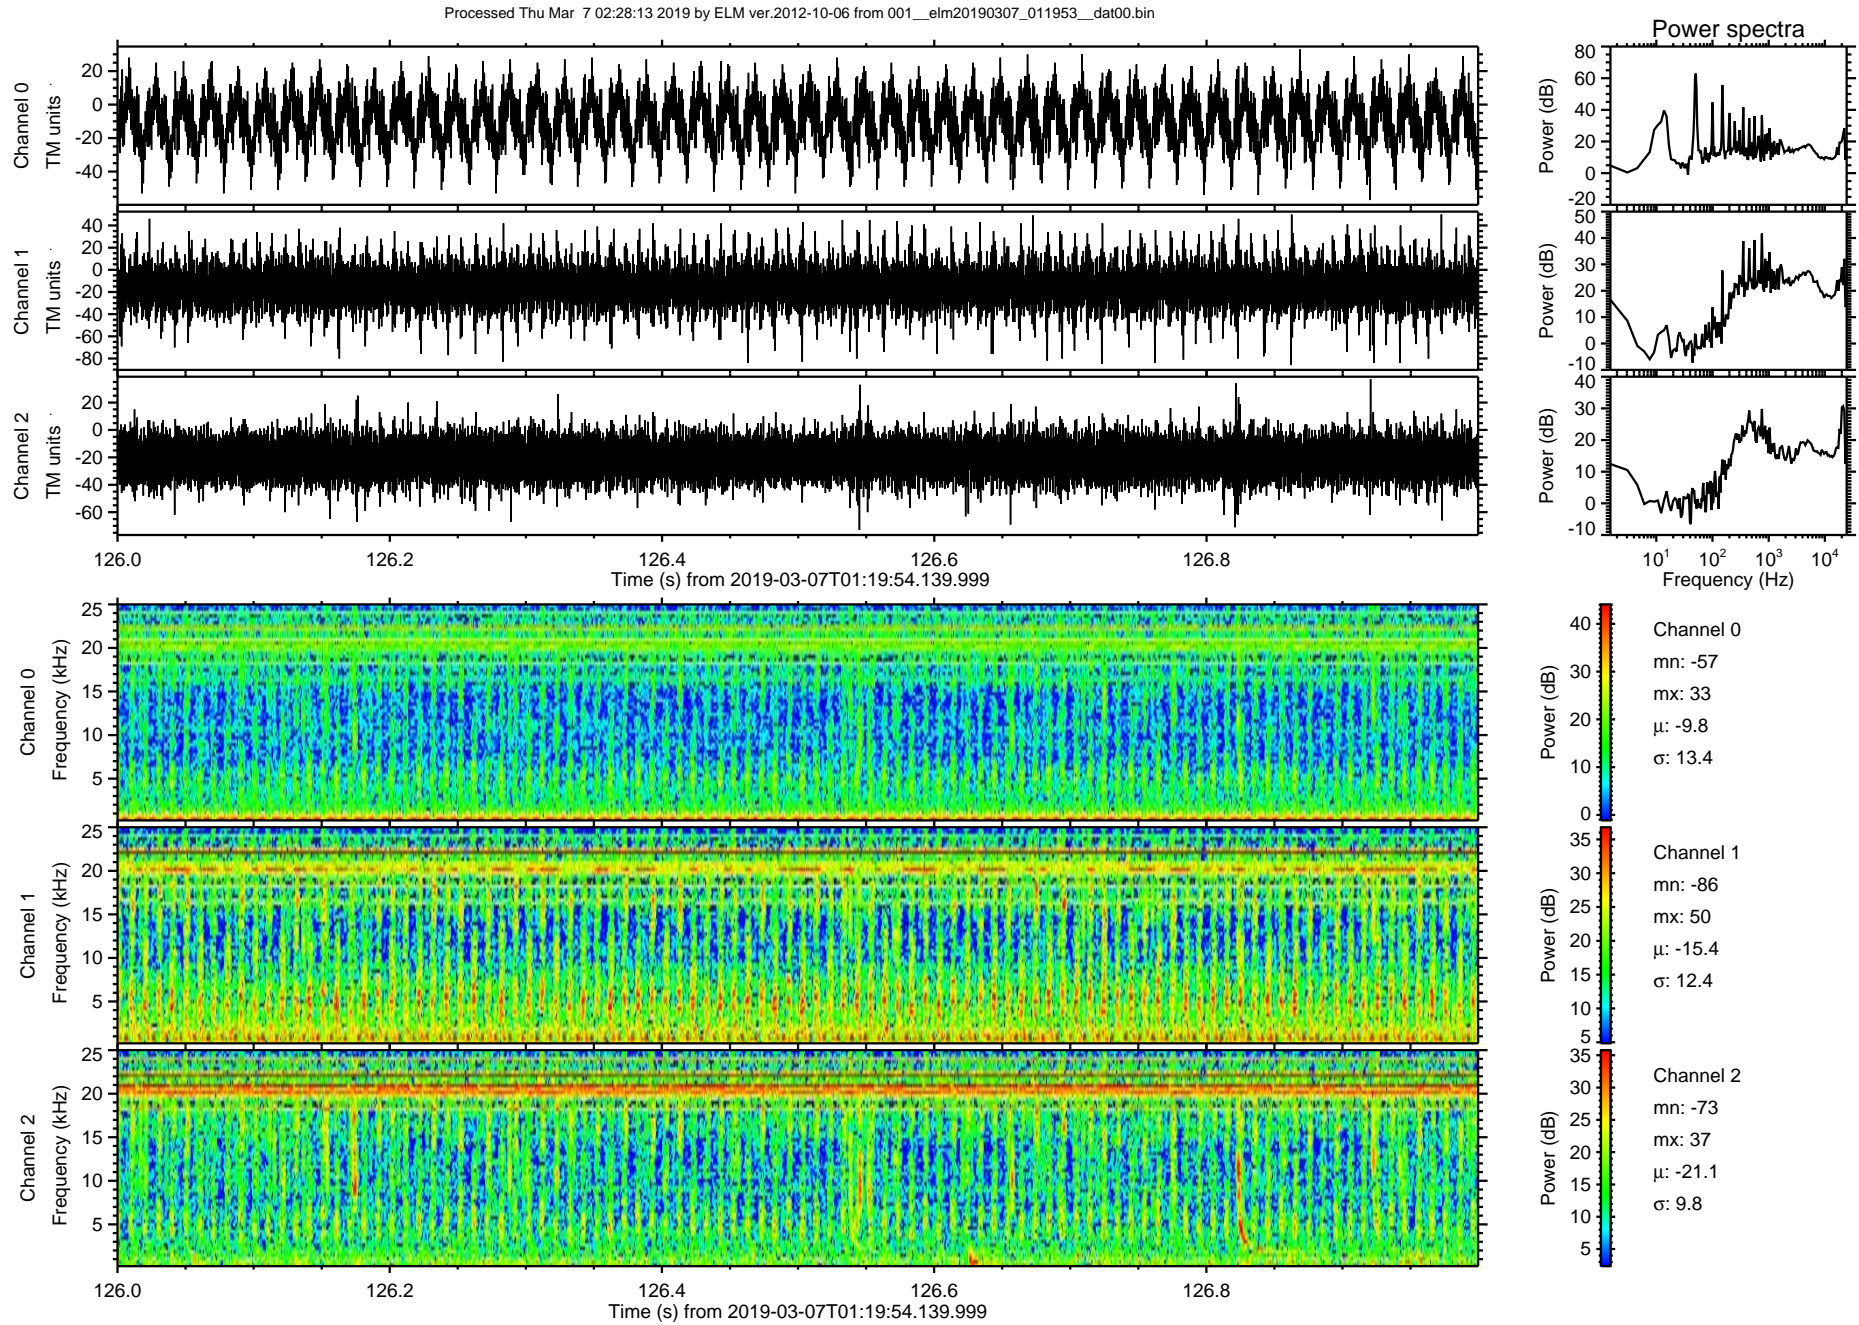 Processed Thu Mar 7 02:28:13 2019 by ELM ver.2012-10-06 from 001__elm20190307_011953__dat00.bin
Power spectra
Channel 0
TM units
20
0
-20
-40
Power (dB)
80
60
40
20
0
-20
Channel 1
TM units
40
20
0
-20
-40
-60
-80
Power (dB)
50
40
30
20
10
0
-10
Channel 2
TM units
20
0
-20
-40
-60
Power (dB)
40
30
20
10
0
-10
126.0 126.2 126.4 126.6 126.8
Time (s) from 2019-03-07T01:19:54.139.999
10¹ 10² 10³ 10⁴
Frequency (Hz)
Channel 0
Frequency (kHz)
25
20
15
10
5
Power (dB)
40
30
20
10
0
Channel 0
mn: -57
mx: 33
μ: -9.8
σ: 13.4
Channel 1
Frequency (kHz)
25
20
15
10
5
Power (dB)
35
30
25
20
15
10
5
Channel 1
mn: -86
mx: 50
μ: -15.4
σ: 12.4
Channel 2
Frequency (kHz)
25
20
15
10
5
Power (dB)
35
30
25
20
15
10
5
Channel 2
mn: -73
mx: 37
μ: -21.1
σ: 9.8
126.0 126.2 126.4 126.6 126.8
Time (s) from 2019-03-07T01:19:54.139.999